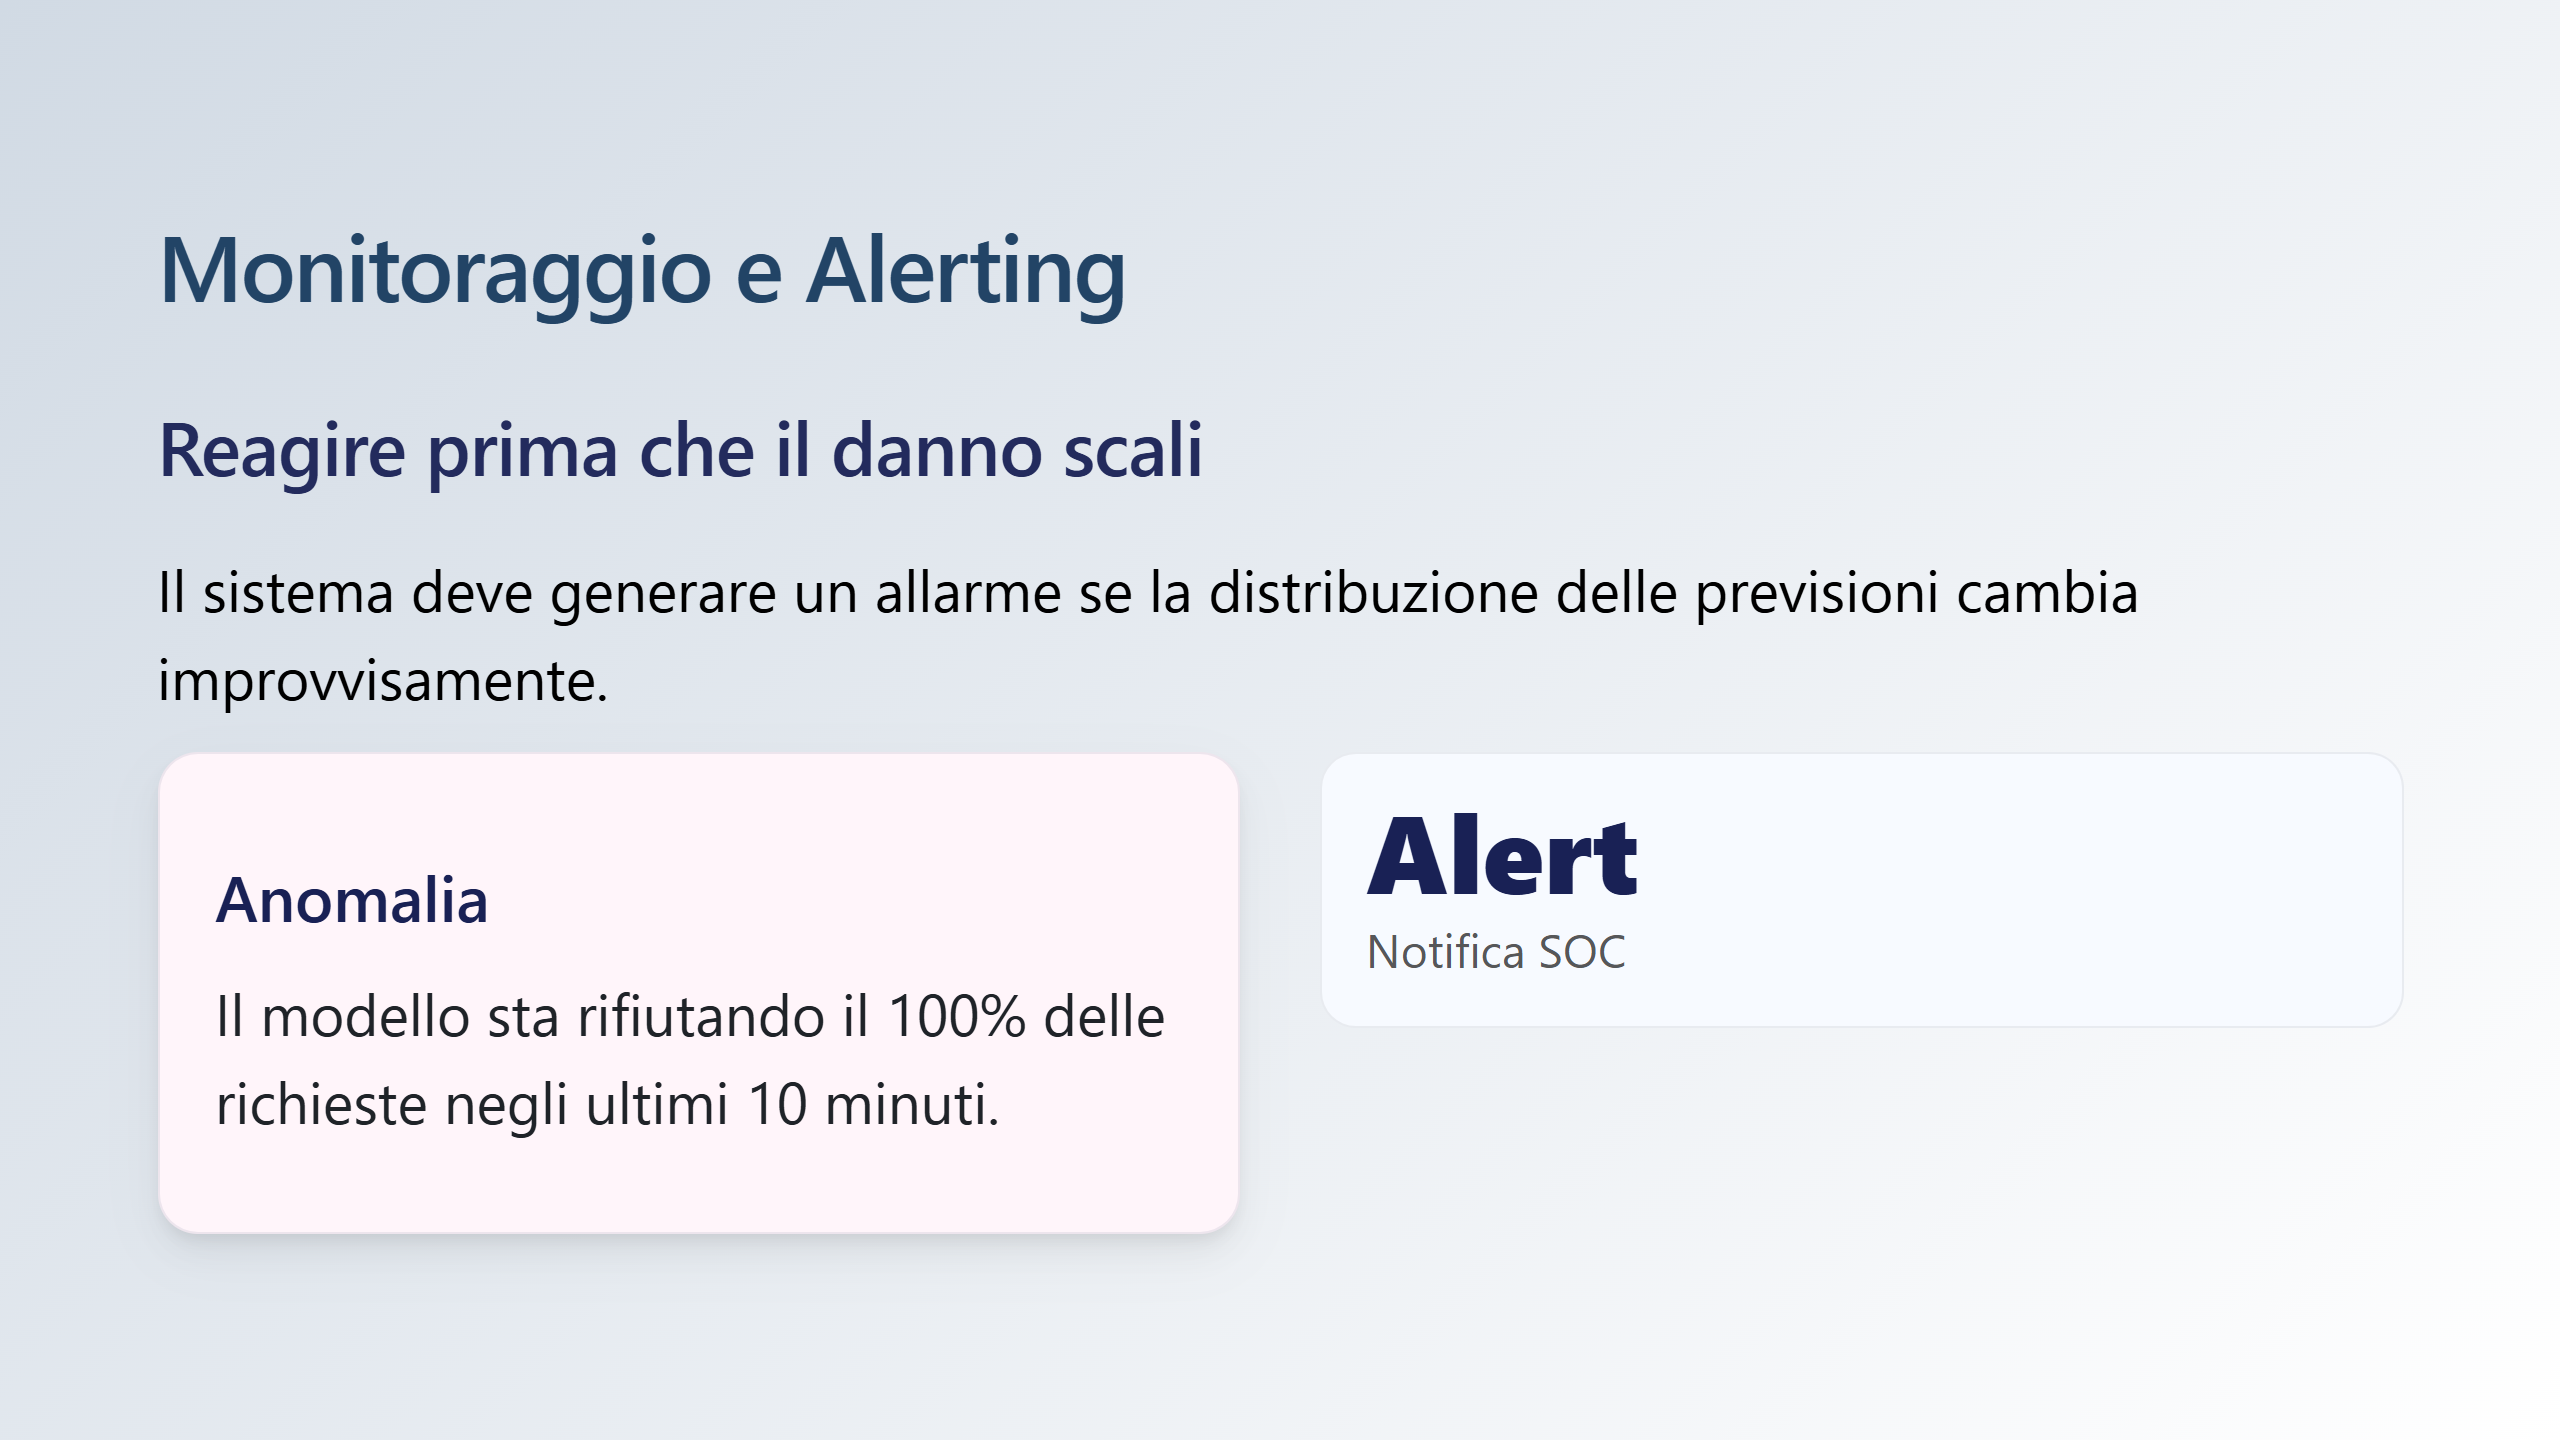 Monitoraggio e Alerting
Reagire prima che il danno scali
Il sistema deve generare un allarme se la distribuzione delle previsioni cambia
improvvisamente.
Anomalia
Il modello sta rifiutando il 100% delle
richieste negli ultimi 10 minuti.
Alert
Notifica SOC